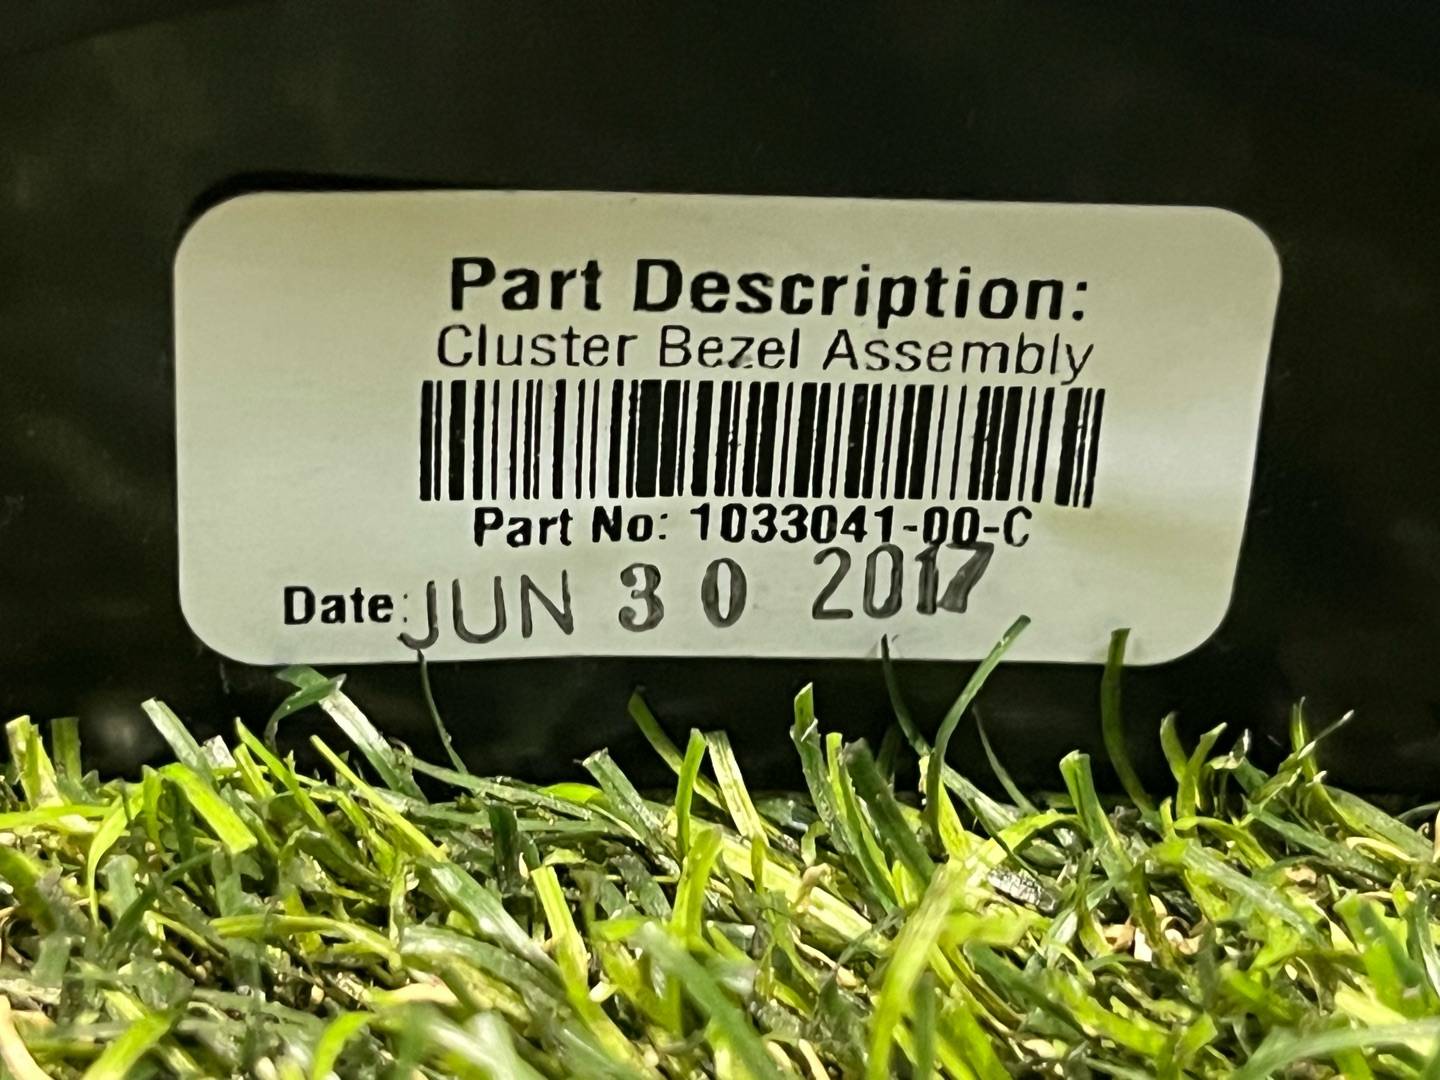 Part Description:
Cluster Bezel Assembly
Part No: 1033041-00-C
Date: JUN 30 2017